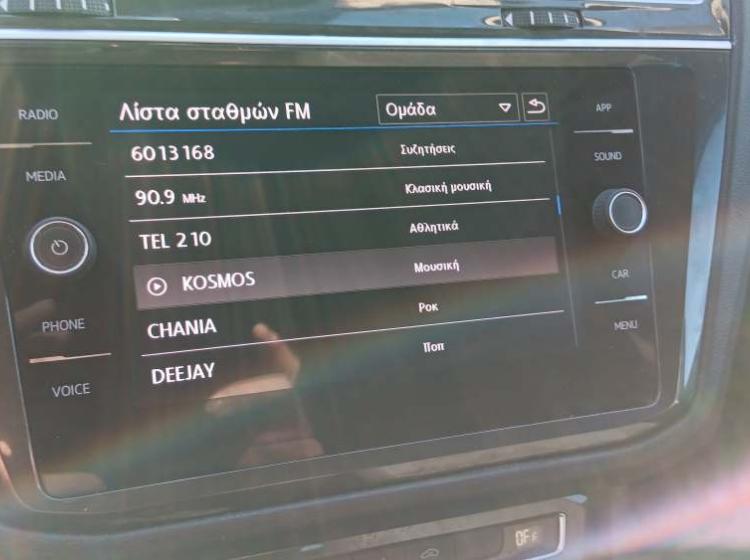 RADIO
MEDIA
PHONE
VOICE
Λίστα σταθμών FM
Ομάδα
6013168 Συζητήσεις
90.9 MHz Κλασική μουσική
TEL 210 Αθλητικά
KOSMOS Μουσική
CHANIA Ροκ
DEEJAY Ποπ
APP
SOUND
CAR
MENU
OFF